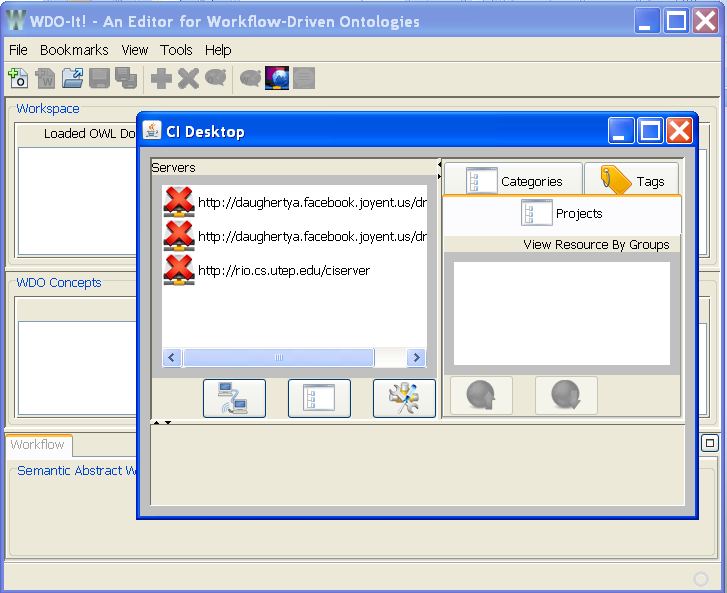 WDO-It! - An Editor for Workflow-Driven Ontologies
File Bookmarks View Tools Help
Workspace
Loaded OWL Do
CI Desktop
Servers
http://daughertya.facebook.joyent.us/dr
http://daughertya.facebook.joyent.us/dr
http://rio.cs.utep.edu/ciserver
Categories
Tags
Projects
View Resource By Groups
WDO Concepts
Workflow
Semantic Abstract W